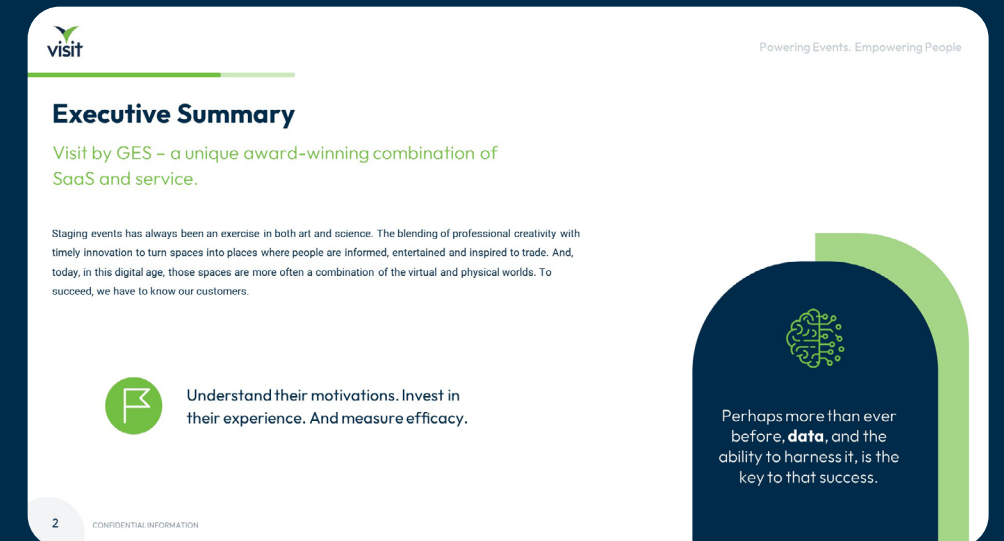 visit
Powering Events. Empowering People
Executive Summary
Visit by GES – a unique award-winning combination of
SaaS and service.
Staging events has always been an exercise in both art and science. The blending of professional creativity with
timely innovation to turn spaces into places where people are informed, entertained and inspired to trade. And,
today, in this digital age, those spaces are more often a combination of the virtual and physical worlds. To
succeed, we have to know our customers.
Understand their motivations. Invest in
their experience. And measure efficacy.
Perhaps more than ever
before, data, and the
ability to harness it, is the
key to that success.
2
CONFIDENTIAL INFORMATION